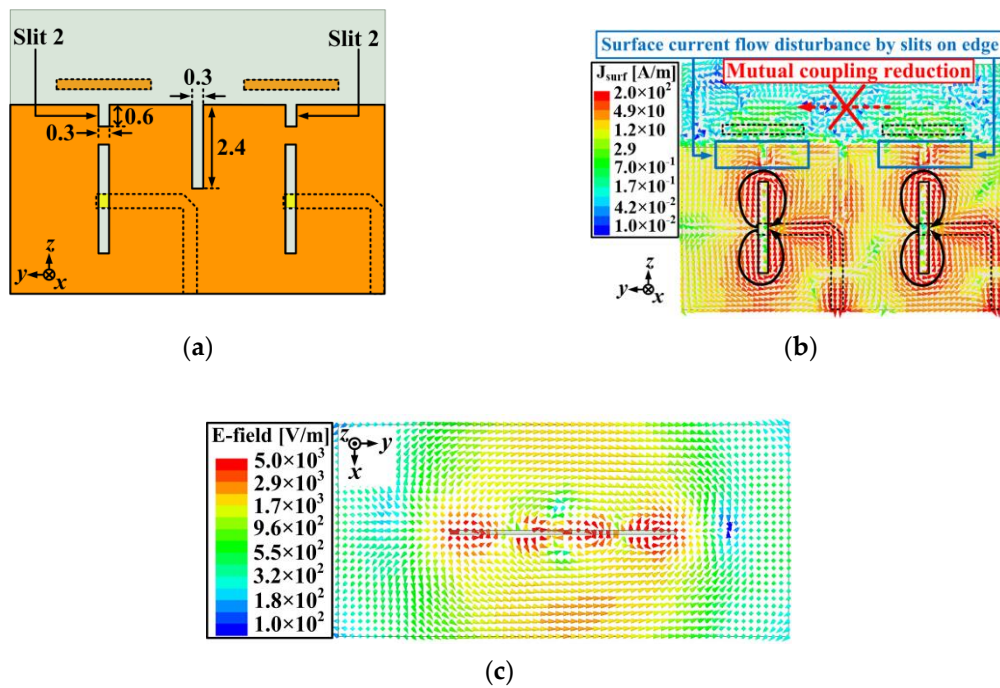 Slit 2
Slit 2
0.3
0.6
0.3
2.4
z
y
x
(a)
Surface current flow disturbance by slits on edge
J_surf [A/m]
Mutual coupling reduction
2.0×10²
4.9×10
1.2×10
2.9
7.0×10⁻¹
1.7×10⁻¹
4.2×10⁻²
1.0×10⁻²
z
y
x
(b)
E-field [V/m]
z
y
x
5.0×10³
2.9×10³
1.7×10³
9.6×10²
5.5×10²
3.2×10²
1.8×10²
1.0×10²
(c)